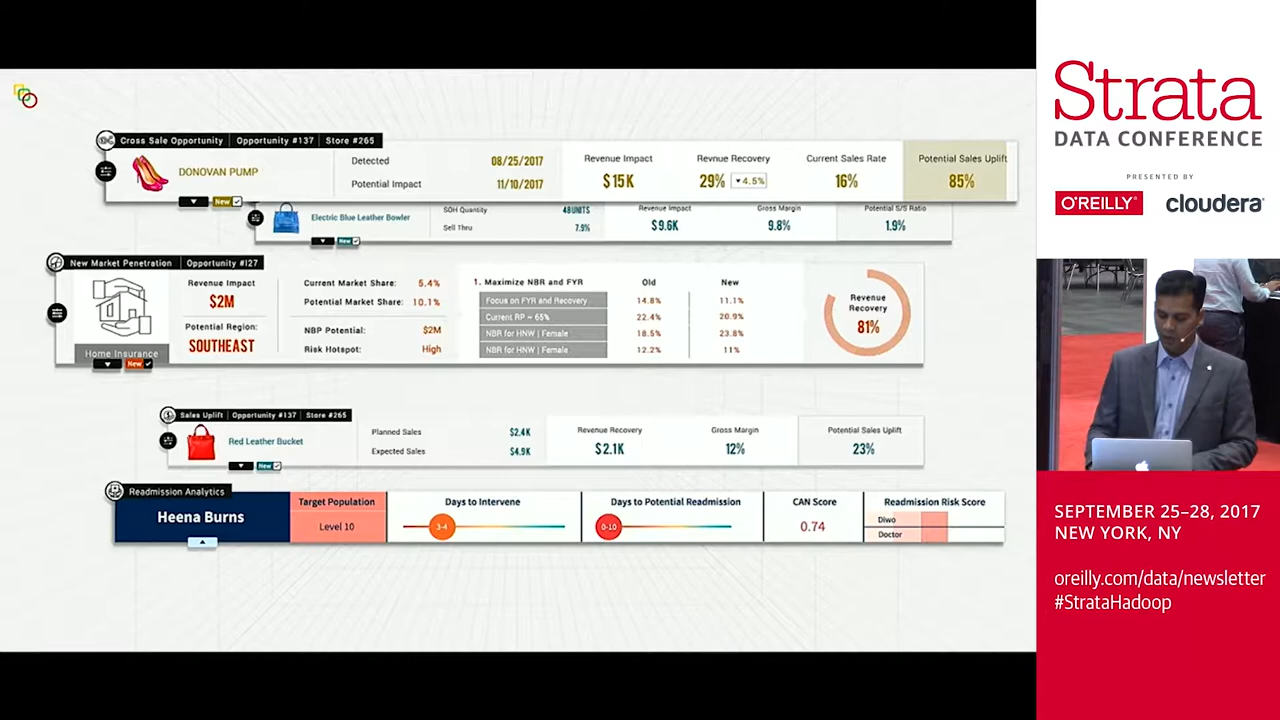 Cross Sale Opportunity | Opportunity #137 | Store #265
DONOVAN PUMP
Detected 08/25/2017
Potential Impact 11/10/2017
Revenue Impact
$15K
Revnue Recovery
29% ▾4.5%
Current Sales Rate
16%
Potential Sales Uplift
85%
New
Electric Blue Leather Bowler
SOH Quantity 48UNITS
Sell Thru 7.9%
Revenue Impact
$9.6K
Gross Margin
9.8%
Potential S/S Ratio
1.9%
New
New Market Penetration | Opportunity #127
Home Insurance
Revenue Impact
$2M
Potential Region:
SOUTHEAST
Current Market Share: 5.4%
Potential Market Share: 10.1%
NBP Potential: $2M
Risk Hotspot: High
1. Maximize NBR and FYR Old New
Focus on FYR and Recovery 14.8% 11.1%
Current RP ~ 65% 22.4% 20.9%
NBR for HNW | Female 18.5% 23.8%
NBR for HNW | Female 12.2% 11%
Revenue
Recovery
81%
New
Sales Uplift | Opportunity #137 | Store #265
Red Leather Bucket
Planned Sales $2.4K
Expected Sales $4.9K
Revenue Recovery
$2.1K
Gross Margin
12%
Potential Sales Uplift
23%
New
Readmission Analytics
Heena Burns
Target Population
Level 10
Days to Intervene
3-4
Days to Potential Readmission
0-10
CAN Score
0.74
Readmission Risk Score
Diwo
Doctor
Strata
DATA CONFERENCE
PRESENTED BY
O'REILLY® cloudera
SEPTEMBER 25–28, 2017
NEW YORK, NY
oreilly.com/data/newsletter
#StrataHadoop